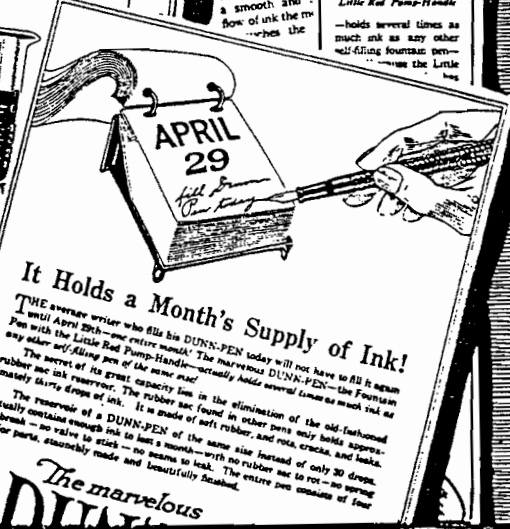 a smooth and
flow of ink the
Little Red Pump-Handle
—holds several times as
much ink as any other
self-filling fountain pen—
the Little
APRIL
29
fill Dunn
Pen today
It Holds a Month's Supply of Ink!
THE average writer who fills his DUNN-PEN today will not have to fill it again
until April 29th—one entire month! The marvelous DUNN-PEN—the Fountain
Pen with the Little Red Pump-Handle—actually holds several times as much ink as
any other self-filling pen of the same size!
The secret of its great capacity lies in the elimination of the old-fashioned
rubber sac ink reservoir. The rubber sac found in other pens only holds approx-
imately thirty drops of ink. It is made of soft rubber, and rots, cracks, and leaks.
The reservoir of a DUNN-PEN of the same size instead of only 30 drops,
contains enough ink to last a month—with no rubber sac to rot—no spring
break—no valve to stick—no seams to leak. The entire pen consists of four
parts, staunchly made and beautifully finished.
The marvelous